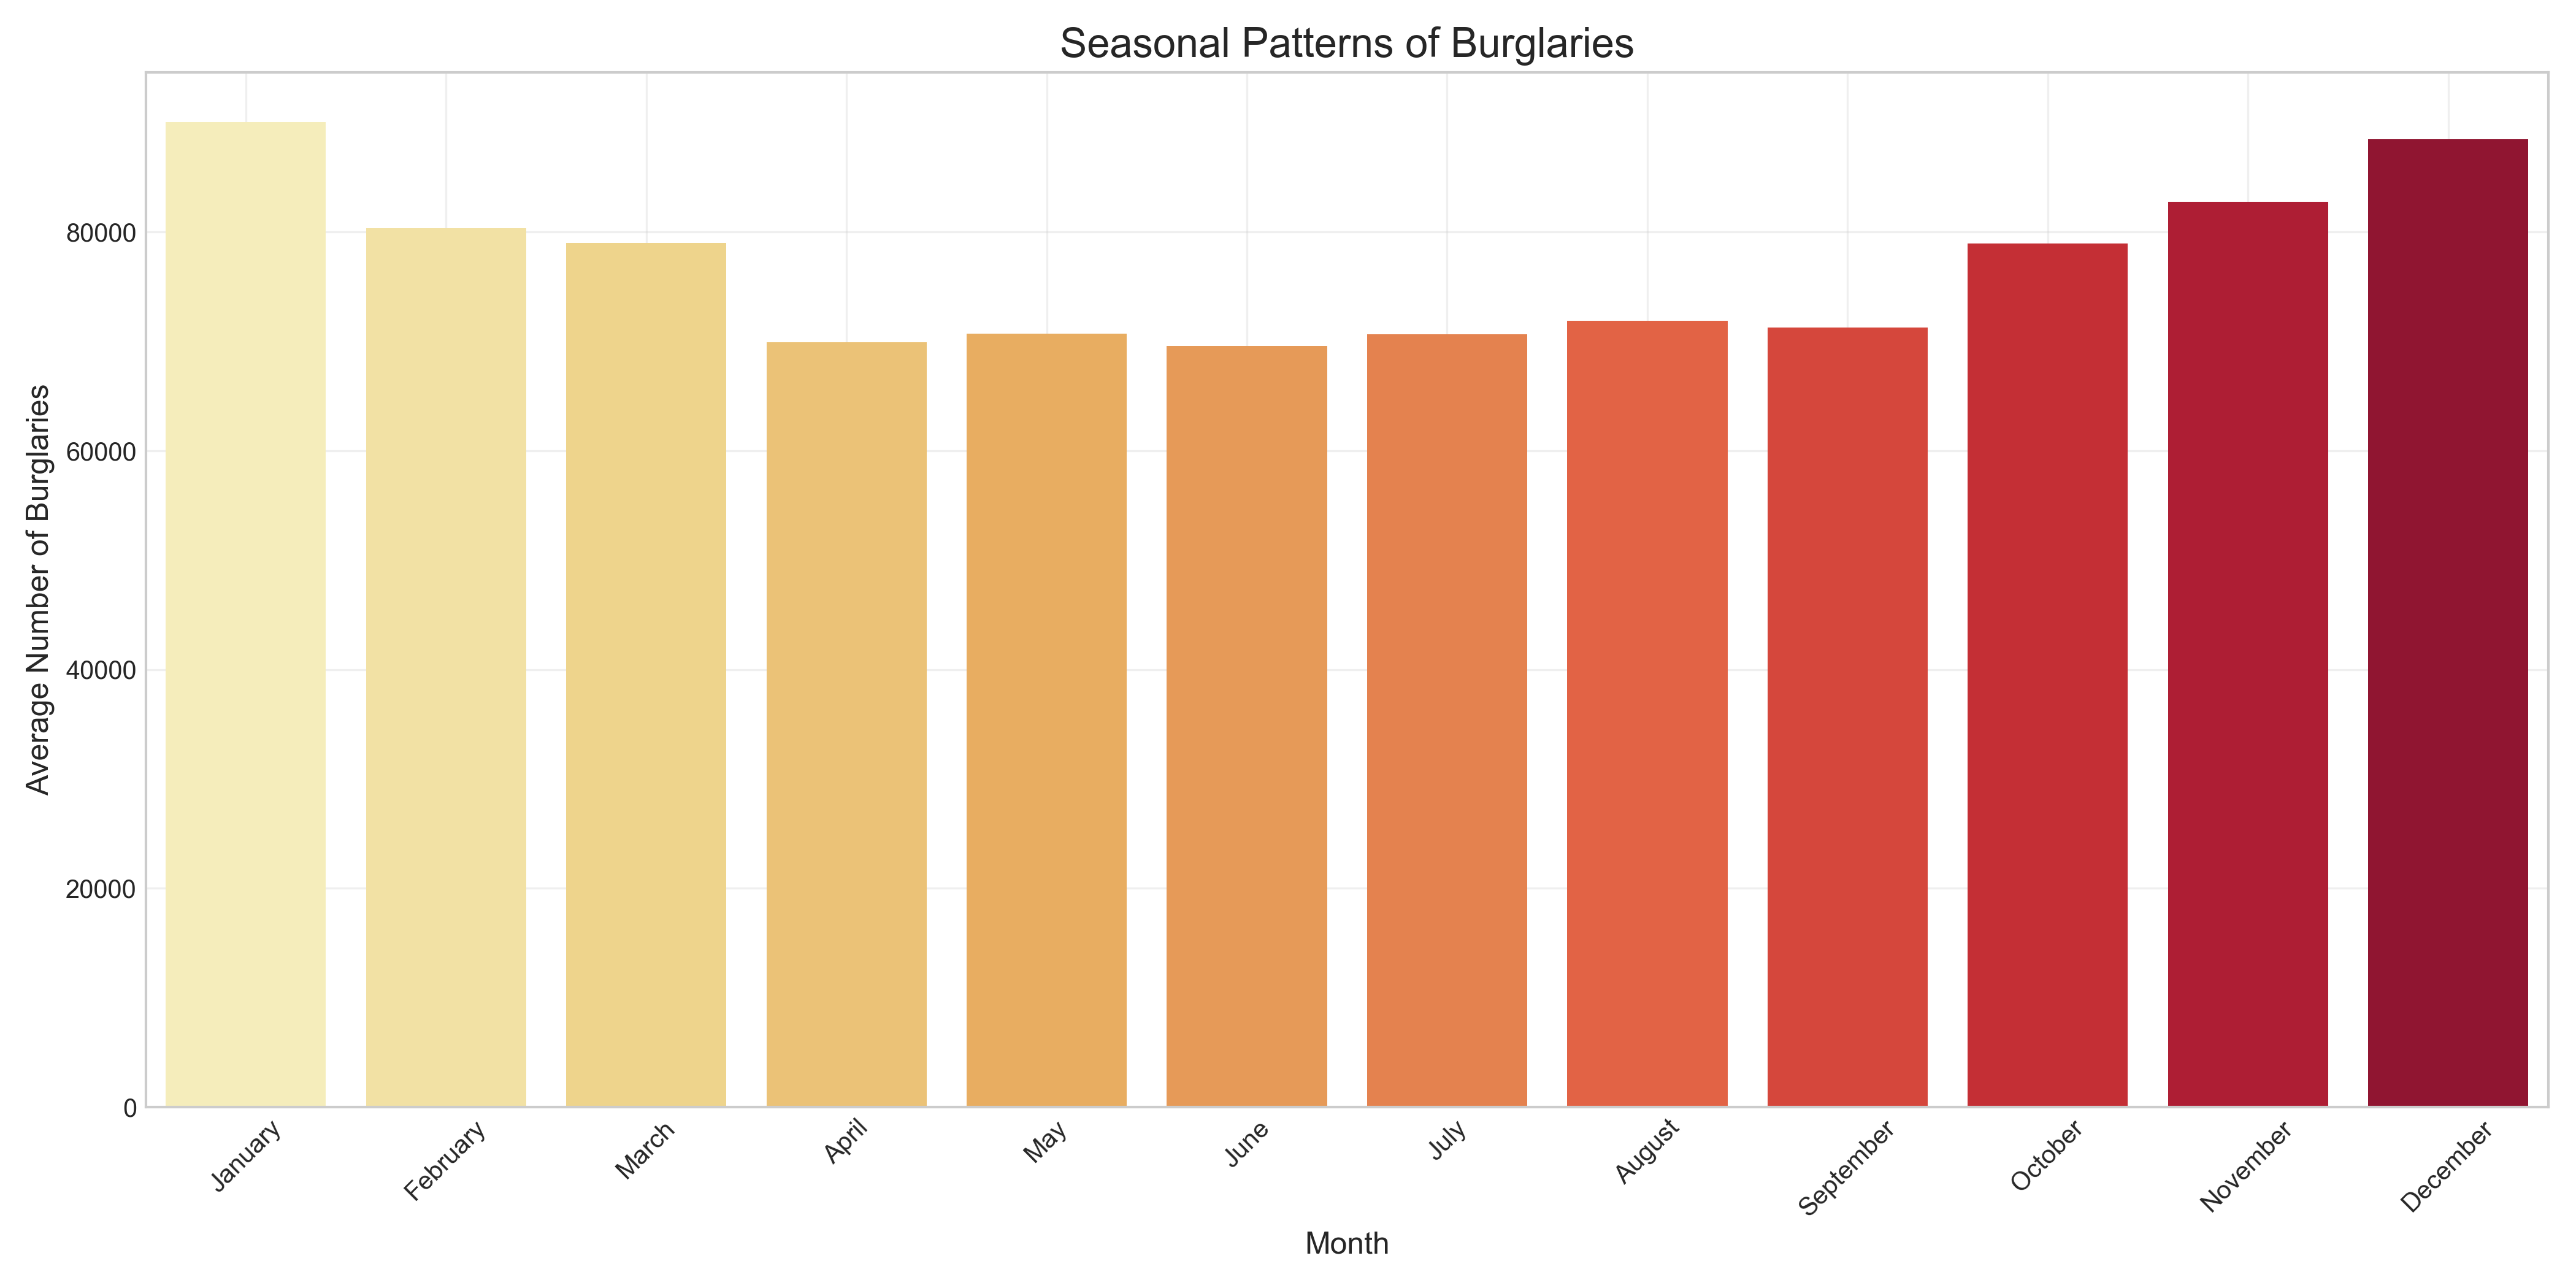 Seasonal Patterns of Burglaries
Average Number of Burglaries
80000
60000
40000
20000
0
January
February
March
April
May
June
July
August
September
October
November
December
Month